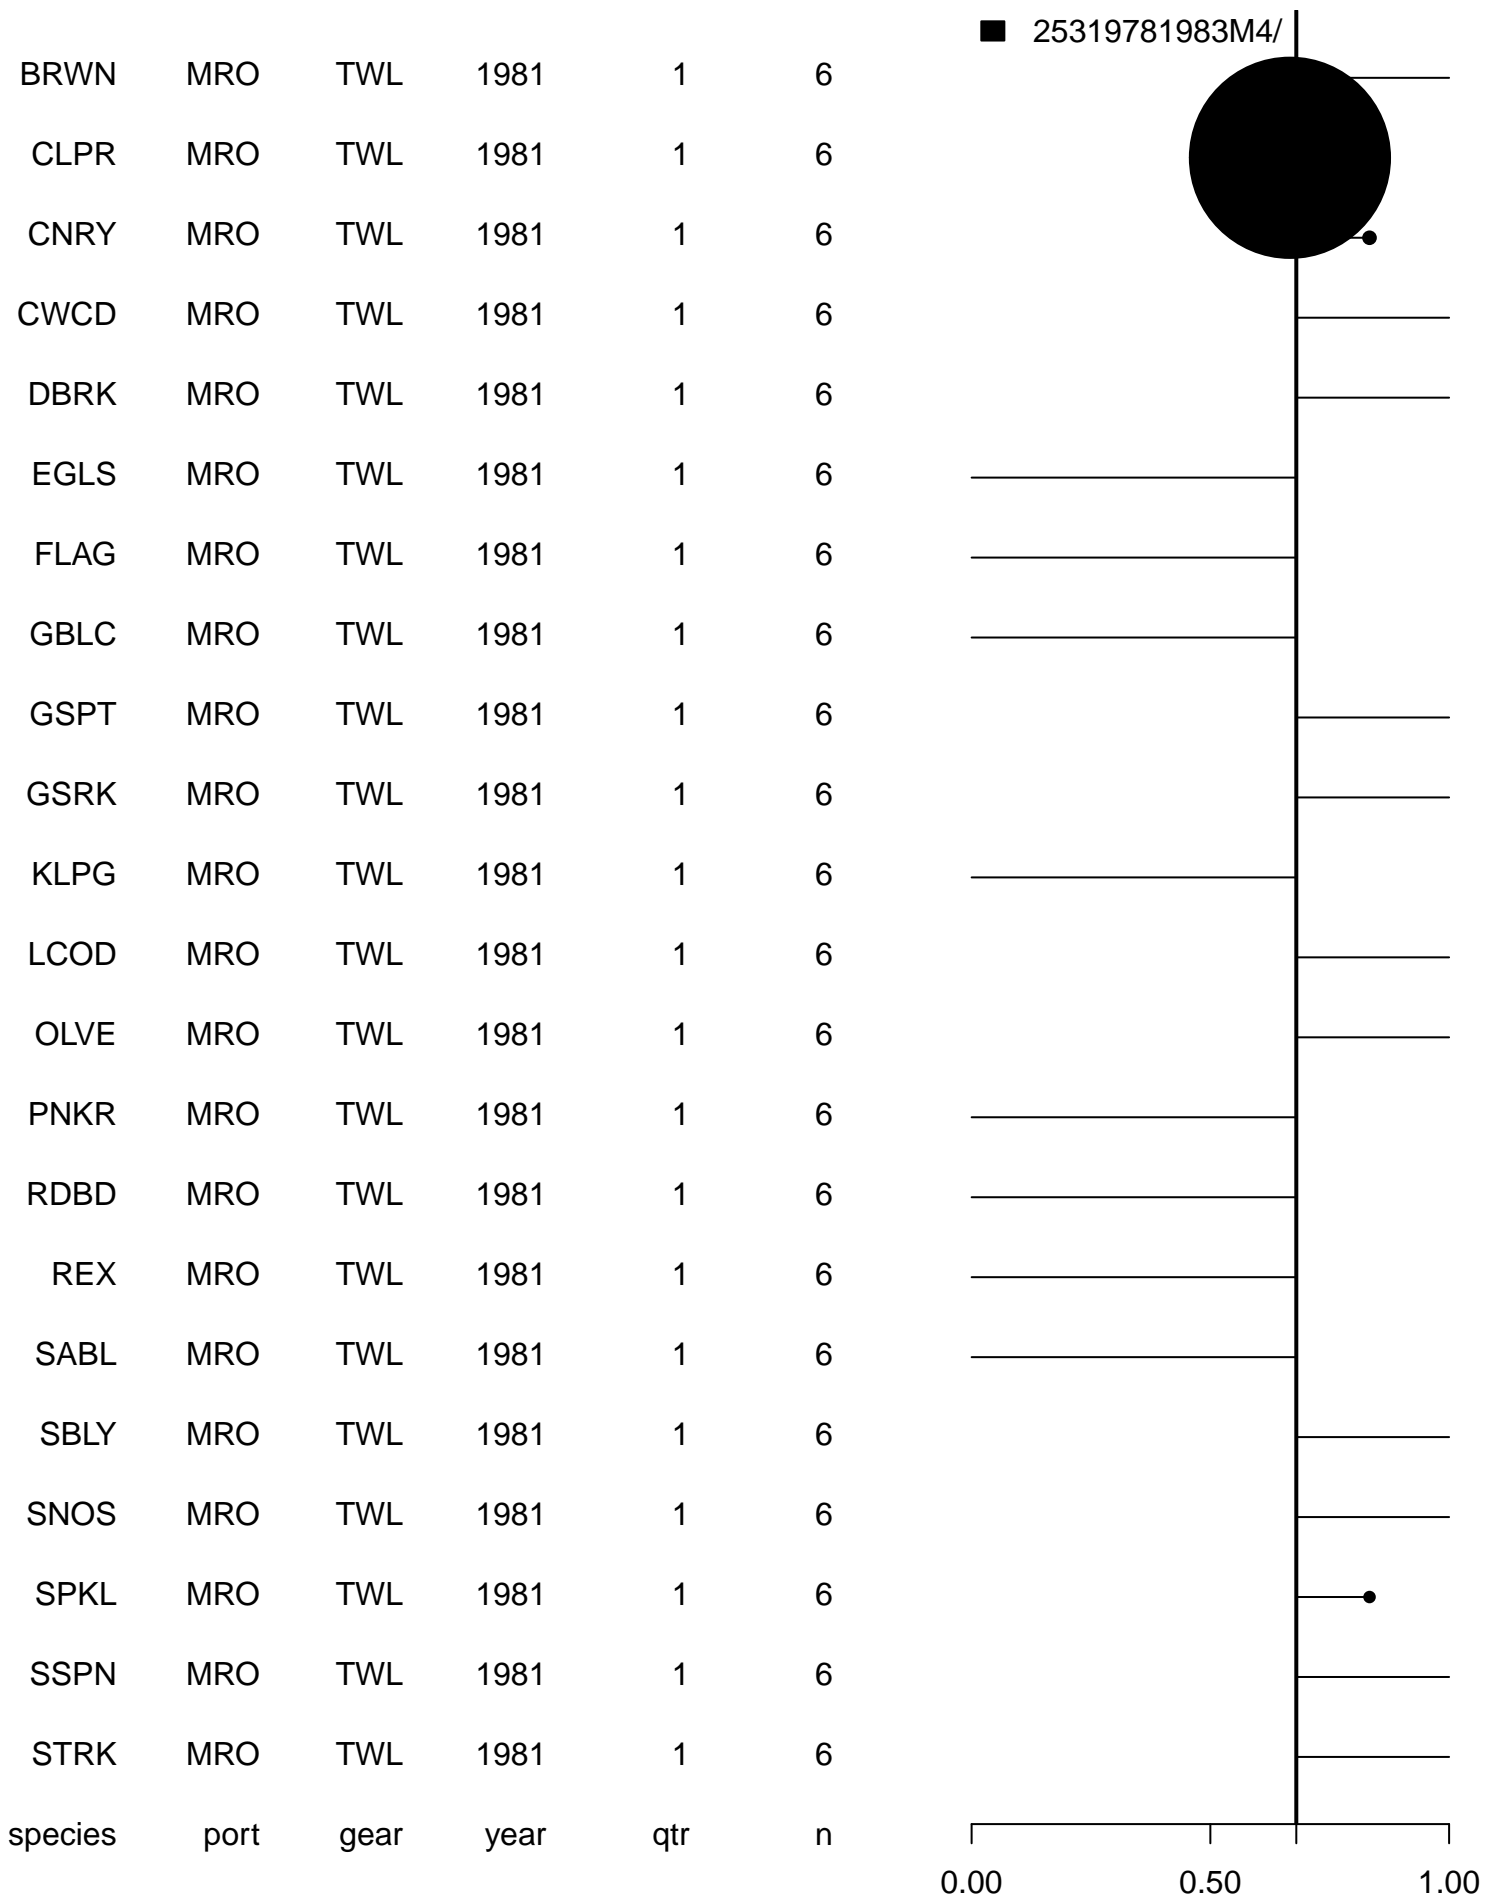 25319781983M4/
BRWN MRO TWL 1981 1 6
CLPR MRO TWL 1981 1 6
CNRY MRO TWL 1981 1 6
CWCD MRO TWL 1981 1 6
DBRK MRO TWL 1981 1 6
EGLS MRO TWL 1981 1 6
FLAG MRO TWL 1981 1 6
GBLC MRO TWL 1981 1 6
GSPT MRO TWL 1981 1 6
GSRK MRO TWL 1981 1 6
KLPG MRO TWL 1981 1 6
LCOD MRO TWL 1981 1 6
OLVE MRO TWL 1981 1 6
PNKR MRO TWL 1981 1 6
RDBD MRO TWL 1981 1 6
REX MRO TWL 1981 1 6
SABL MRO TWL 1981 1 6
SBLY MRO TWL 1981 1 6
SNOS MRO TWL 1981 1 6
SPKL MRO TWL 1981 1 6
SSPN MRO TWL 1981 1 6
STRK MRO TWL 1981 1 6
species port gear year qtr n
0.00 0.50 1.00